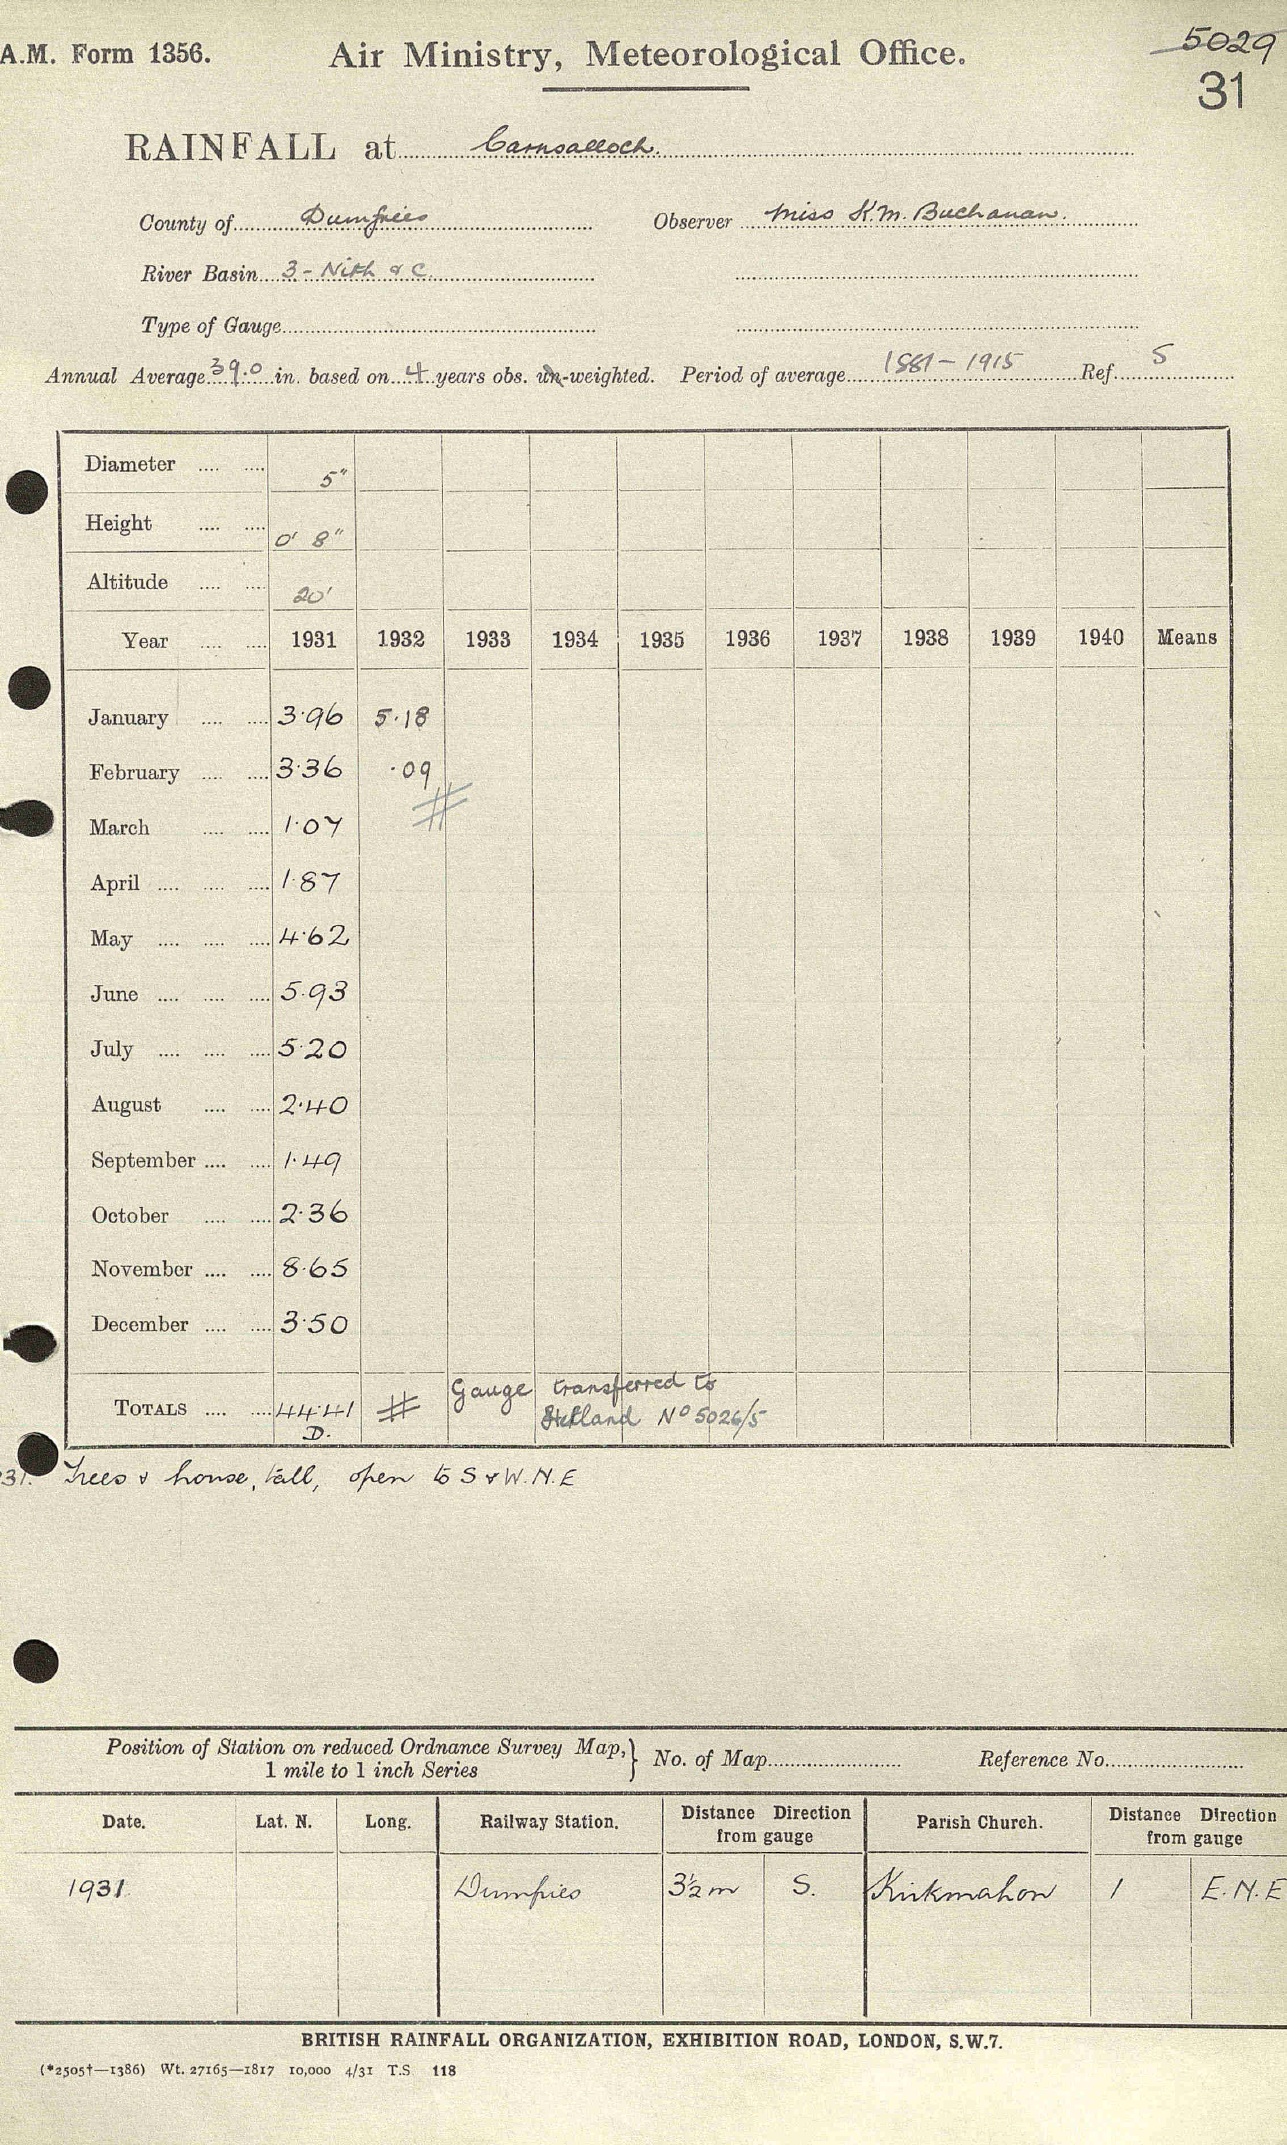 A.M. Form 1356. Air Ministry, Meteorological Office. 5029
31
RAINFALL at Carnsalloch.
County of Dumfries Observer Miss K.M. Buchanan.
River Basin 3 - Nith & C.
Type of Gauge
Annual Average 39.0 in. based on 4 years obs. un-weighted. Period of average 1881 - 1915 Ref. S
Diameter 5"
Height 0' 8"
Altitude 20'
Year 1931 1932 1933 1934 1935 1936 1937 1938 1939 1940 Means
January 3·96 5·18
February 3·36 ·09
March 1·07 #
April 1·87
May 4·62
June 5·93
July 5·20
August 2·40
September 1·49
October 2·36
November 8·65
December 3·50
Gauge transferred to
TOTALS 44·41 # No 5026/5
D.
31. Trees & house, tall, open to S & W. N. E
Position of Station on reduced Ordnance Survey Map, } No. of Map Reference No.
1 mile to 1 inch Series
Date. Lat. N. Long. Railway Station. Distance Direction from gauge Parish Church. Distance Direction from gauge
1931 Dumfries 3½ m S. Kirkmahon 1 E.N.E
BRITISH RAINFALL ORGANIZATION, EXHIBITION ROAD, LONDON, S.W.7.
(*2505†—1386) Wt. 27165—1817 10,000 4/31 T.S 118